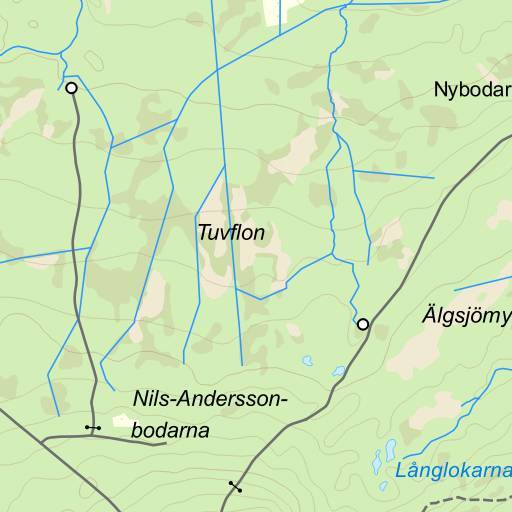 Nybodar
Tuvflon
Älgsjömy
Nils-Andersson-
bodarna
Långlokarna